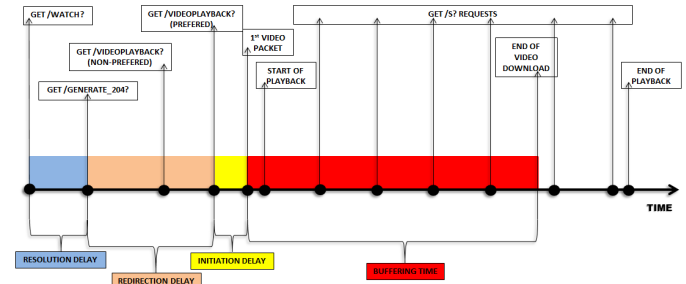 GET /WATCH?
GET /VIDEOPLAYBACK?
(PREFERED)
GET /S? REQUESTS
1st VIDEO
PACKET
GET /VIDEOPLAYBACK?
(NON-PREFERED)
END OF
VIDEO
DOWNLOAD
START OF
PLAYBACK
END OF
PLAYBACK
GET /GENERATE_204?
TIME
RESOLUTION DELAY
INITIATION DELAY
BUFFERING TIME
REDIRECTION DELAY